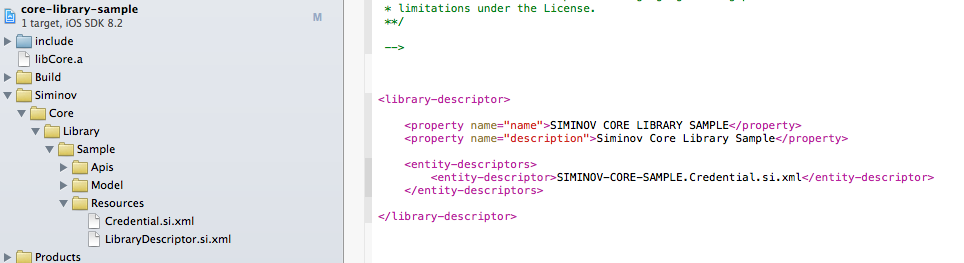 core-library-sample
1 target, iOS SDK 8.2
M
include
libCore.a
Build
Siminov
Core
Library
Sample
Apis
Model
Resources
Credential.si.xml
LibraryDescriptor.si.xml
Products
* limitations under the License.
**/
-->
<library-descriptor>
<property name="name">SIMINOV CORE LIBRARY SAMPLE</property>
<property name="description">Siminov Core Library Sample</property>
<entity-descriptors>
<entity-descriptor>SIMINOV-CORE-SAMPLE.Credential.si.xml</entity-descriptor>
</entity-descriptors>
</library-descriptor>